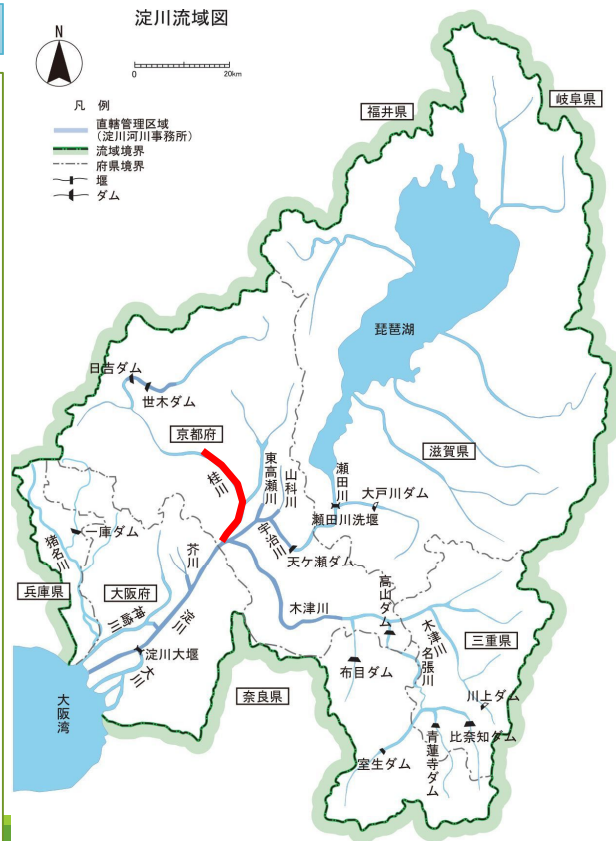 淀川流域図
N
0
20km
凡 例
直轄管理区域
(淀川河川事務所)
流域境界
府県境界
堰
ダム
福井県
岐阜県
琵琶湖
日吉ダム
世木ダム
京都府
桂川
東高瀬川
山科川
宇治川
瀬田川
大戸川ダム
瀬田川洗堰
滋賀県
天ケ瀬ダム
一庫ダム
猪名川
兵庫県
大阪府
芥川
神崎川
淀川
淀川大堰
大川
大阪湾
木津川
高山ダム
木津川
名張川
三重県
布目ダム
奈良県
川上ダム
比奈知ダム
青蓮寺ダム
室生ダム